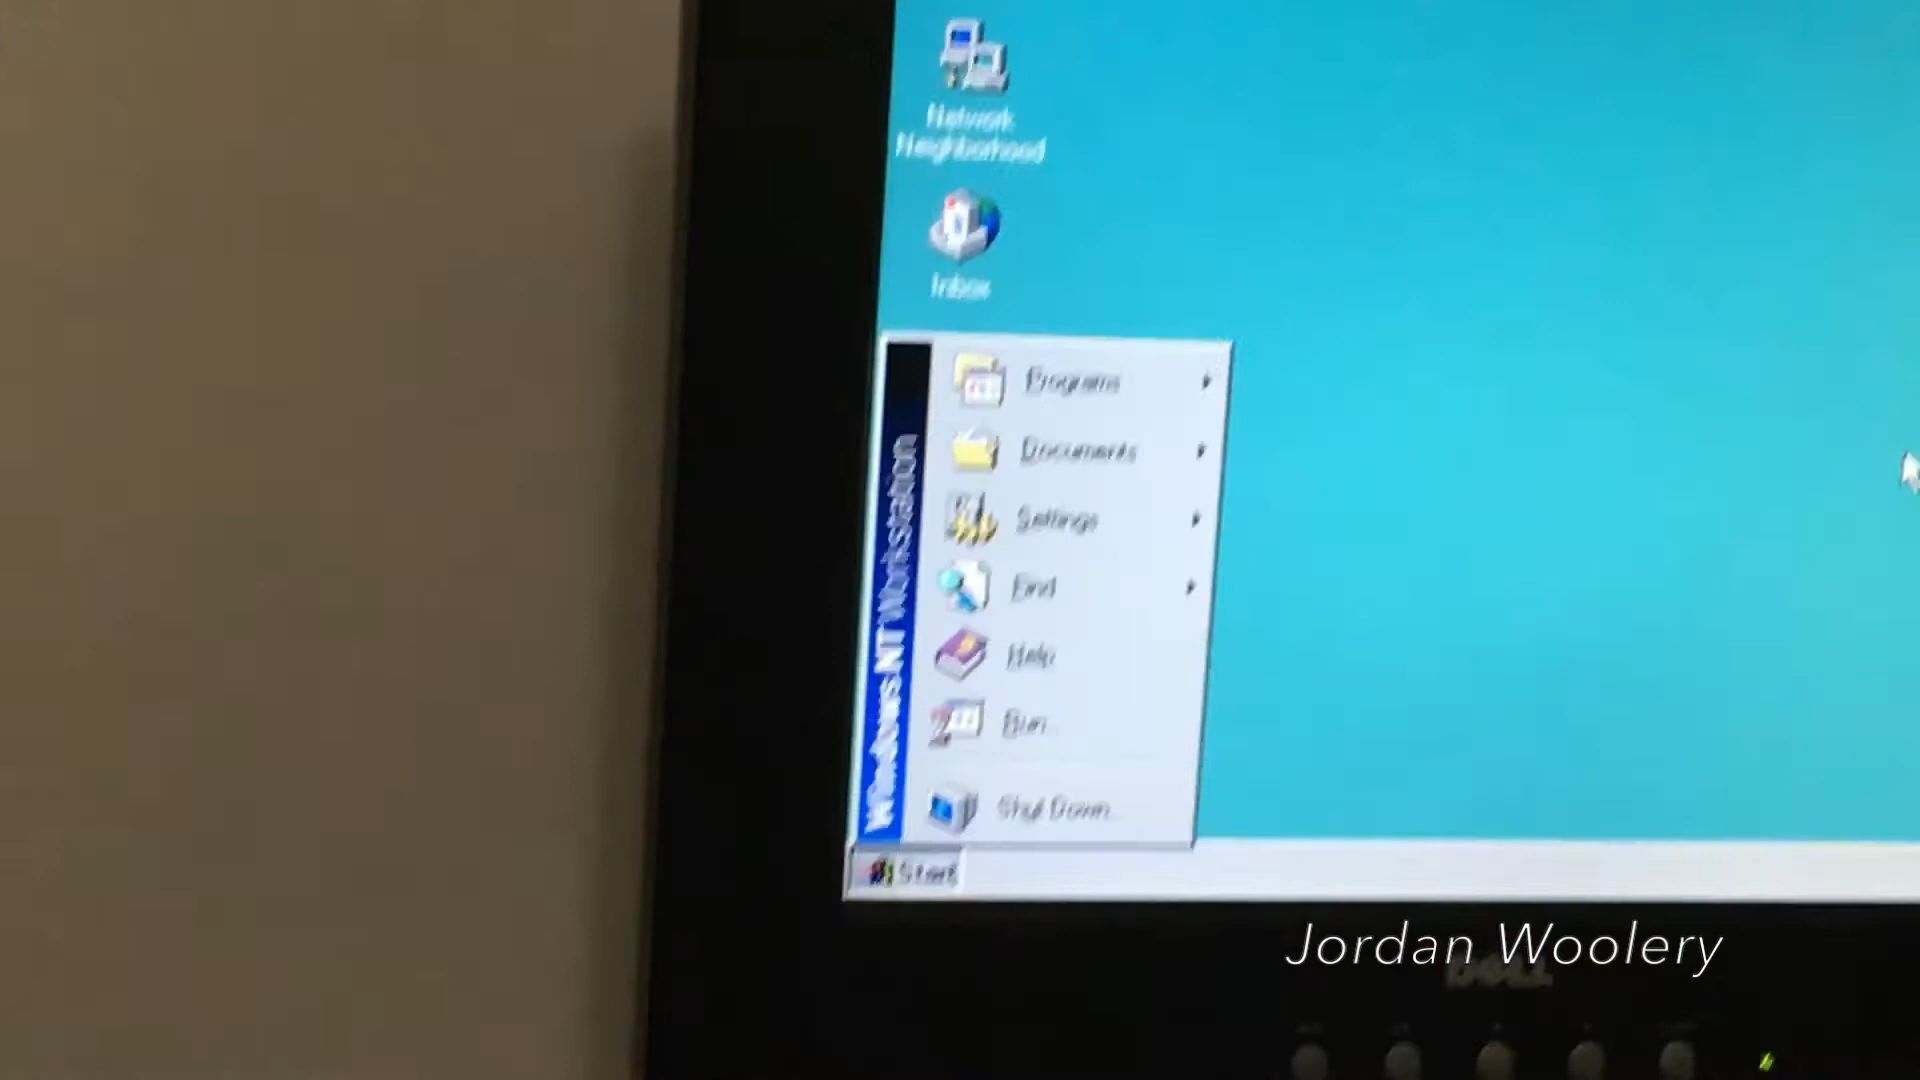 Network
Neighborhood
Inbox
Programs
Documents
Settings
Find
Help
Run...
Shut Down...
Windows NT Workstation
Start
Jordan Woolery
DELL